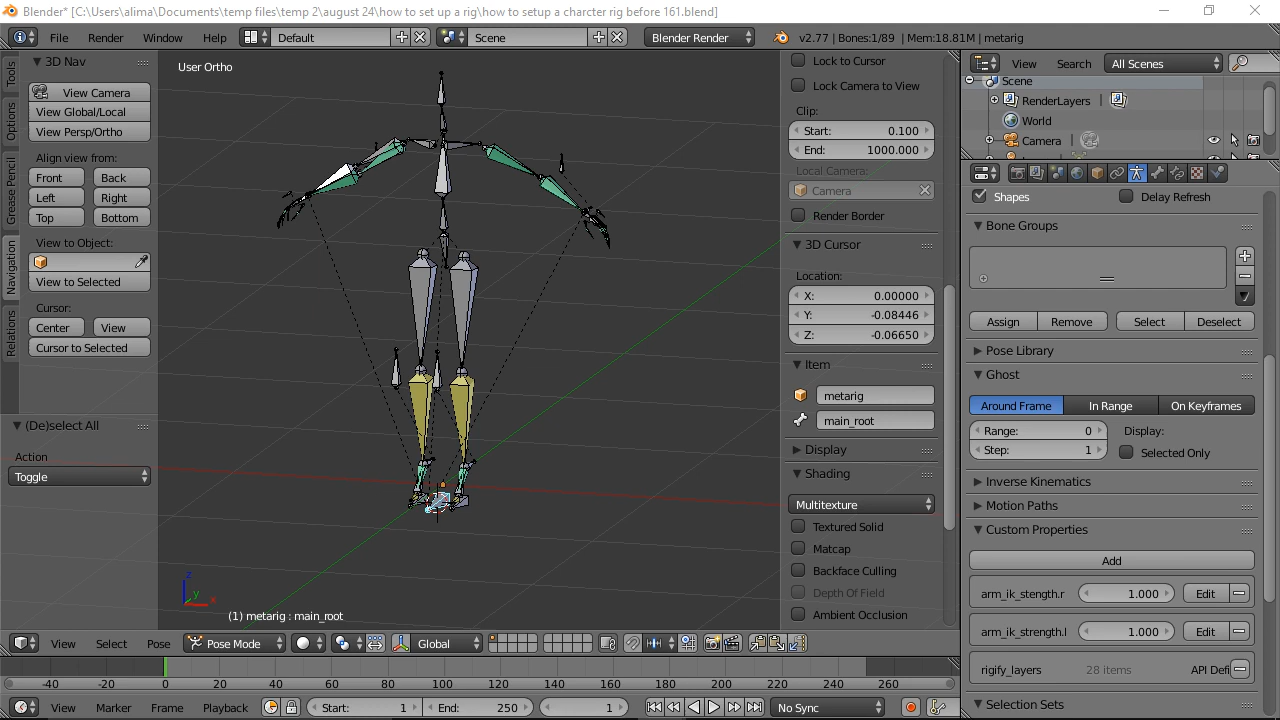 Blender* [C:\Users\alima\Documents\temp files\temp 2\august 24\how to set up a rig\how to setup a charcter rig before 161.blend]
File Render Window Help Default Scene Blender Render v2.77 | Bones:1/89 | Mem:18.81M | metarig
Tools
Options
Grease Pencil
Navigation
Relations
3D Nav
View Camera
View Global/Local
View Persp/Ortho
Align view from:
Front Back
Left Right
Top Bottom
View to Object:
View to Selected
Cursor:
Center View
Cursor to Selected
(De)select All
Action
Toggle
User Ortho
z
y
x
(1) metarig : main_root
Lock to Cursor
Lock Camera to View
Clip:
Start: 0.100
End: 1000.000
Local Camera:
Camera
Render Border
3D Cursor
Location:
X: 0.00000
Y: -0.08446
Z: -0.06650
Item
metarig
main_root
Display
Shading
Multitexture
Textured Solid
Matcap
Backface Culling
Depth Of Field
Ambient Occlusion
View Search All Scenes
Scene
RenderLayers
World
Camera
Shapes Delay Refresh
Bone Groups
Assign Remove Select Deselect
Pose Library
Ghost
Around Frame In Range On Keyframes
Range: 0 Display:
Step: 1 Selected Only
Inverse Kinematics
Motion Paths
Custom Properties
Add
arm_ik_stength.r 1.000 Edit
arm_ik_strength.l 1.000 Edit
rigify_layers 28 items API Defi
Selection Sets
View Select Pose Pose Mode Global
-40 -20 0 20 40 60 80 100 120 140 160 180 200 220 240 260
View Marker Frame Playback Start: 1 End: 250 1 No Sync